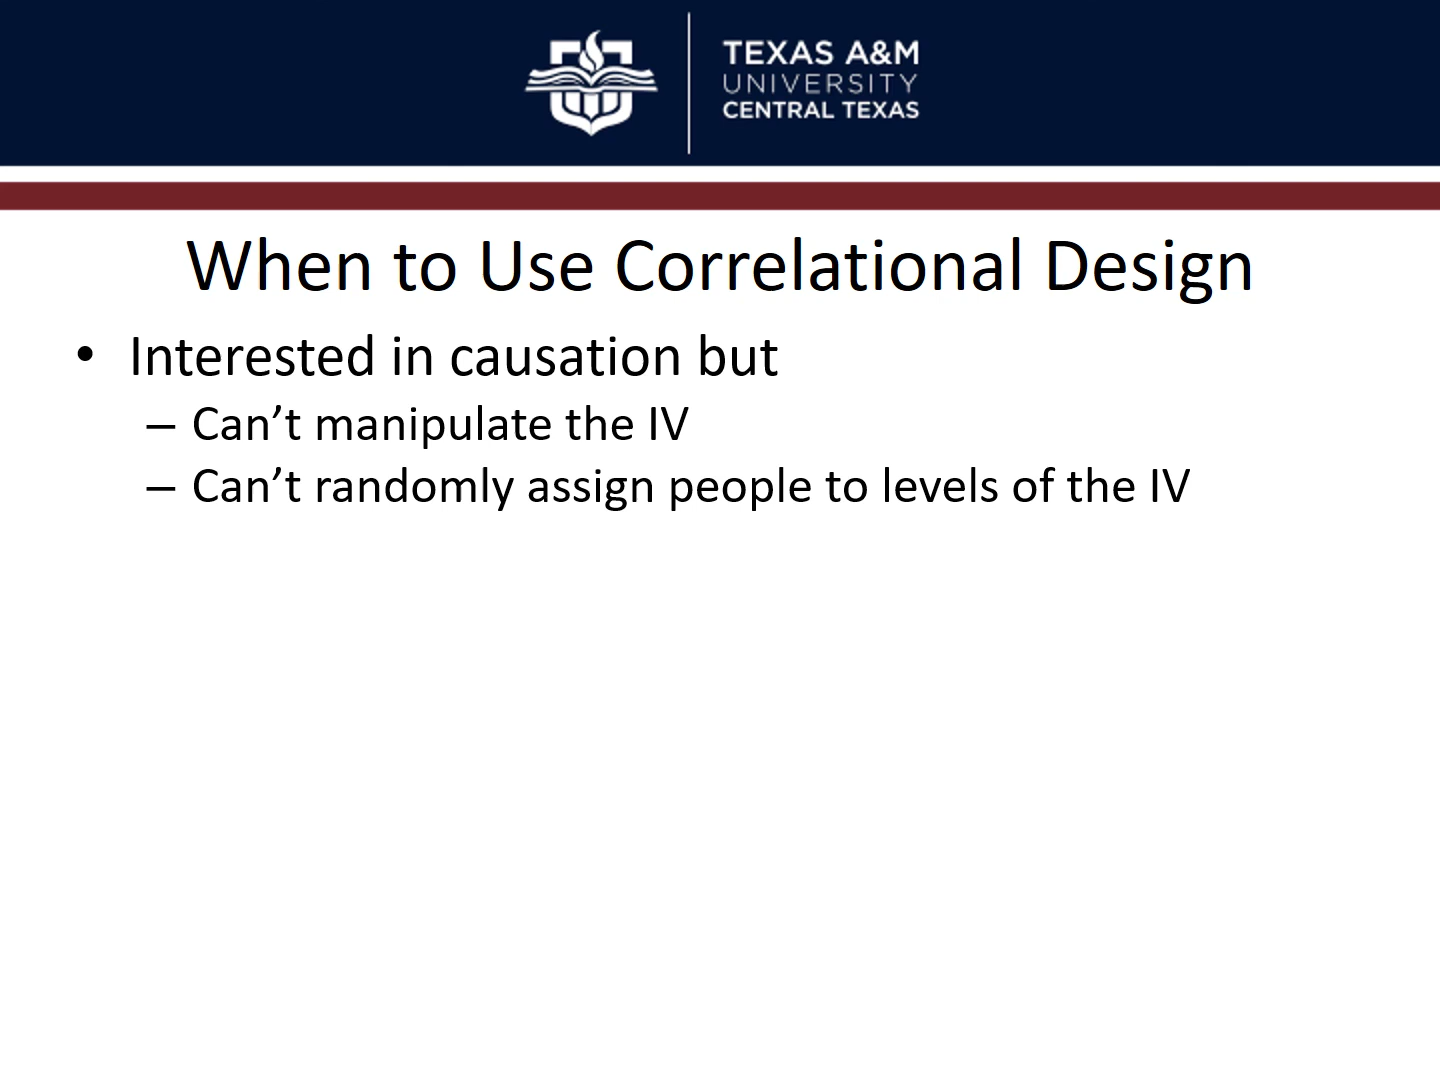 TEXAS A&M
UNIVERSITY
CENTRAL TEXAS
When to Use Correlational Design
• Interested in causation but
– Can’t manipulate the IV
– Can’t randomly assign people to levels of the IV